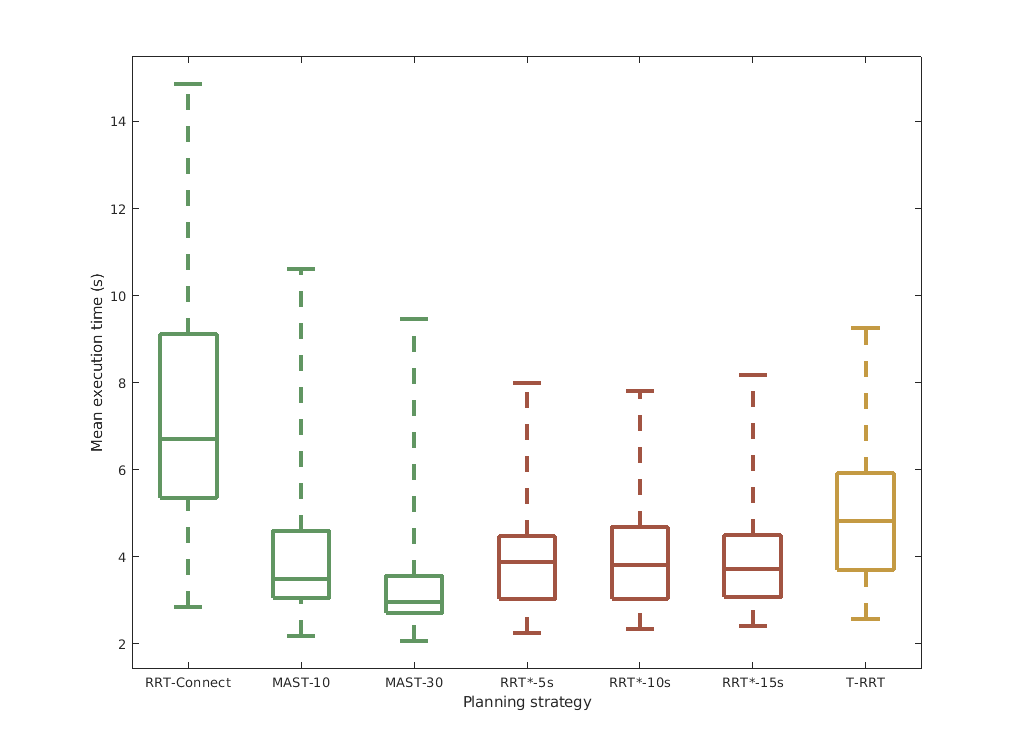 Mean execution time (s)
14
12
10
8
6
4
2
RRT-Connect MAST-10 MAST-30 RRT*-5s RRT*-10s RRT*-15s T-RRT
Planning strategy